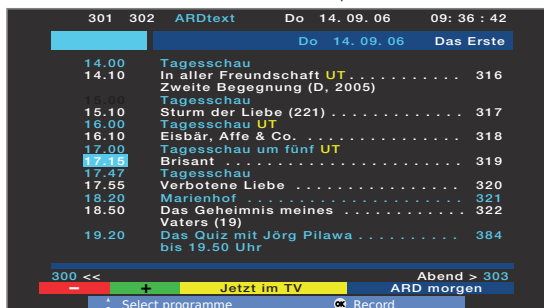 301 302 ARDtext Do 14. 09. 06 09: 36 : 42
Do 14. 09. 06 Das Erste
14.00 Tagesschau
14.10 In aller Freundschaft UT . . . . . . . . . . . 316
Zweite Begegnung (D, 2005)
15.00 Tagesschau
15.10 Sturm der Liebe (221) . . . . . . . . . . . . . 317
16.00 Tagesschau UT
16.10 Eisbär, Affe & Co. . . . . . . . . . . . . . . 318
17.00 Tagesschau um fünf UT
17.15 Brisant . . . . . . . . . . . . . . . . . . . . 319
17.47 Tagesschau
17.55 Verbotene Liebe . . . . . . . . . . . . . . . 320
18.20 Marienhof . . . . . . . . . . . . . . . . . . 321
18.50 Das Geheimnis meines . . . . . . . . . . . 322
Vaters (19)
19.20 Das Quiz mit Jörg Pilawa . . . . . . . . . . 384
bis 19.50 Uhr
300 << Abend > 303
− + Jetzt im TV ARD morgen
Select programme OK Record